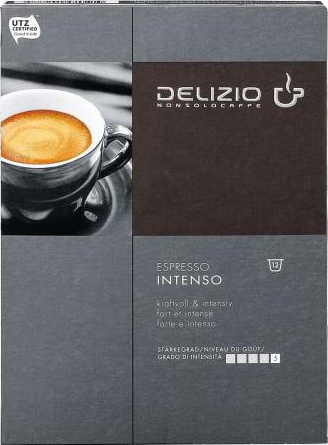 UTZ
CERTIFIED
Good inside
DELIZIO
NONSOLOCAFFÈ
ESPRESSO
INTENSO
12
kraftvoll & intensiv
fort et intense
forte e intenso
STÄRKEGRAD/NIVEAU DU GOÛT/
GRADO DI INTENSITÀ 5